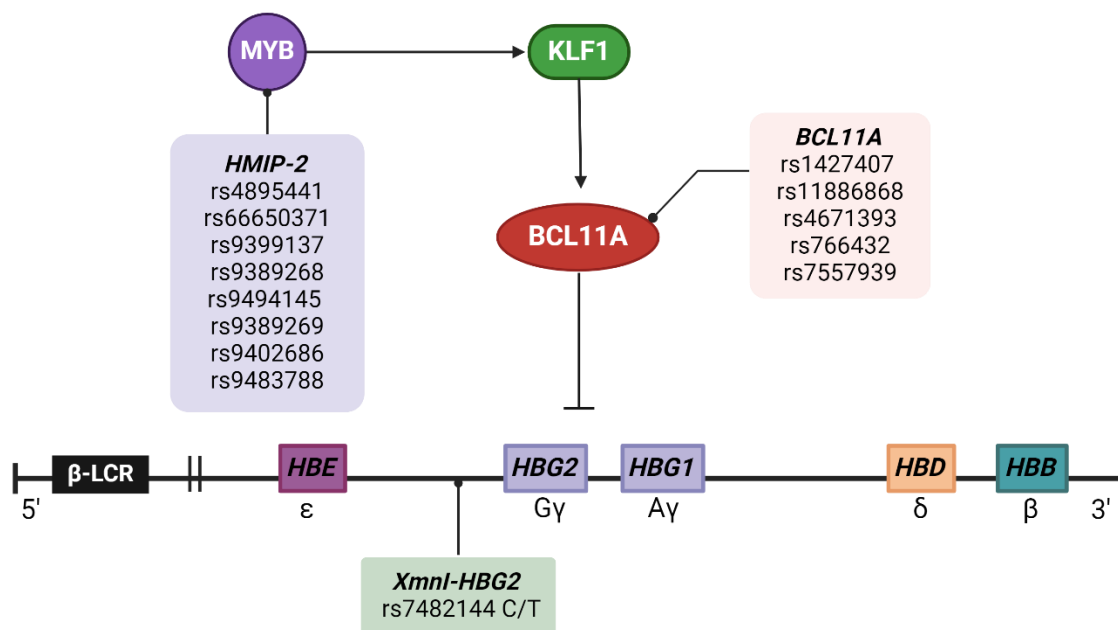 MYB
KLF1
HMIP-2
rs4895441
rs66650371
rs9399137
rs9389268
rs9494145
rs9389269
rs9402686
rs9483788
BCL11A
rs1427407
rs11886868
rs4671393
rs766432
rs7557939
BCL11A
β-LCR
HBE
HBG2
HBG1
HBD
HBB
5'
ε
Gγ
Aγ
δ
β
3'
XmnI-HBG2
rs7482144 C/T